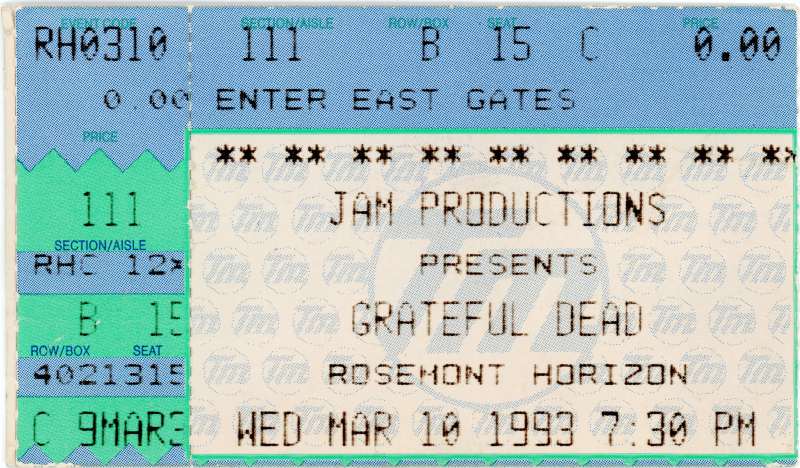 EVENT CODE SECTION/AISLE ROW/BOX SEAT PRICE
RH0310 111 B 15 C 0.00
0.00 ENTER EAST GATES
PRICE
** ** ** ** ** ** ** ** **
111 JAM PRODUCTIONS
SECTION/AISLE
RHC 12* PRESENTS
B 15 GRATEFUL DEAD
ROW/BOX SEAT
4021315 ROSEMONT HORIZON
C 9MAR3 WED MAR 10 1993 7:30 PM